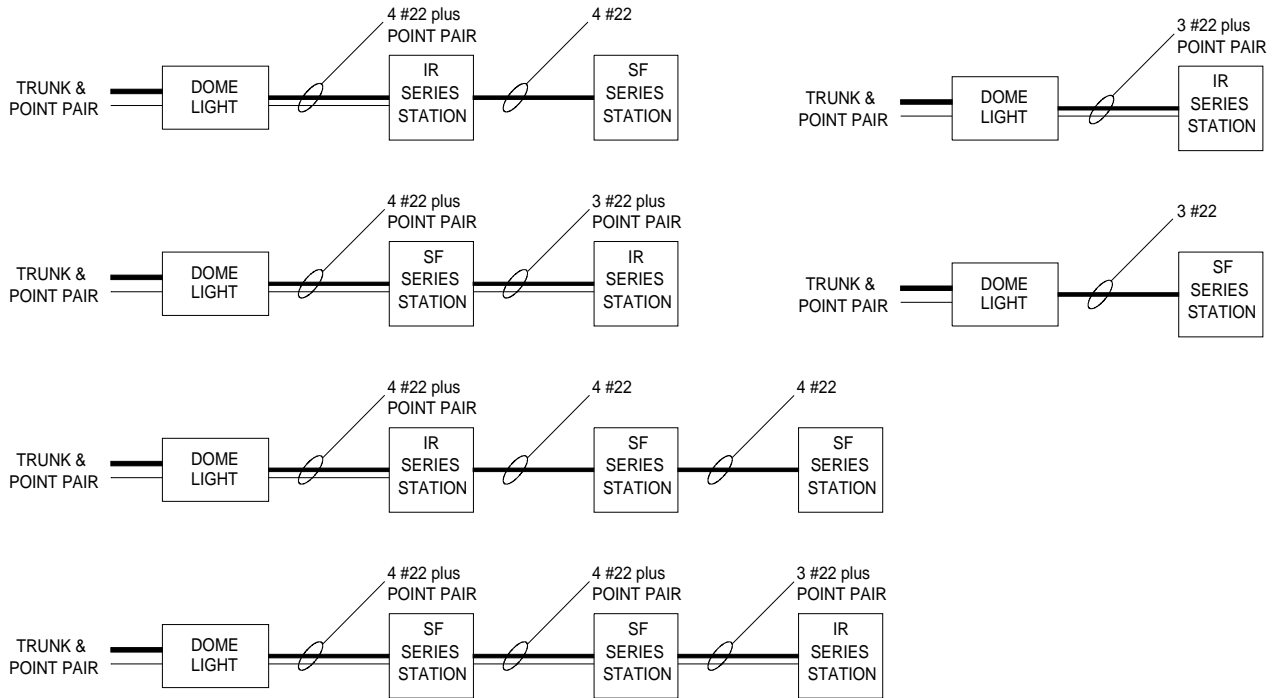 4 #22 plus
POINT PAIR
4 #22
TRUNK &
POINT PAIR
DOME
LIGHT
IR
SERIES
STATION
SF
SERIES
STATION
3 #22 plus
POINT PAIR
TRUNK &
POINT PAIR
DOME
LIGHT
IR
SERIES
STATION
4 #22 plus
POINT PAIR
3 #22 plus
POINT PAIR
TRUNK &
POINT PAIR
DOME
LIGHT
SF
SERIES
STATION
IR
SERIES
STATION
3 #22
TRUNK &
POINT PAIR
DOME
LIGHT
SF
SERIES
STATION
4 #22 plus
POINT PAIR
4 #22
4 #22
TRUNK &
POINT PAIR
DOME
LIGHT
IR
SERIES
STATION
SF
SERIES
STATION
SF
SERIES
STATION
4 #22 plus
POINT PAIR
4 #22 plus
POINT PAIR
3 #22 plus
POINT PAIR
TRUNK &
POINT PAIR
DOME
LIGHT
SF
SERIES
STATION
SF
SERIES
STATION
IR
SERIES
STATION